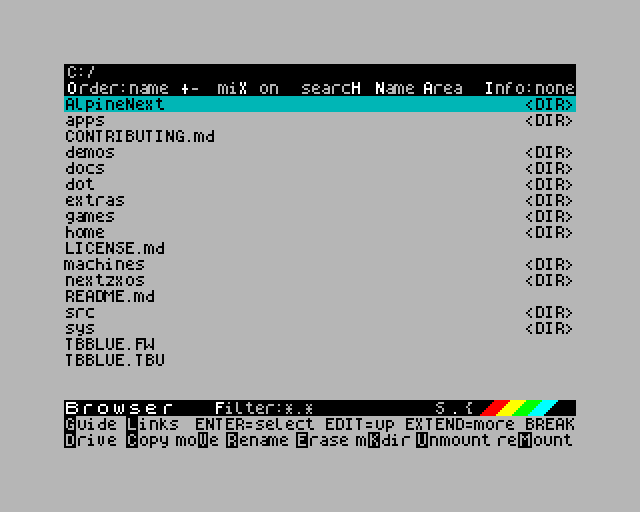 C:/
Order:name +- miX on searcH Name Area Info:none
AlpineNext <DIR>
apps <DIR>
CONTRIBUTING.md
demos <DIR>
docs <DIR>
dot <DIR>
extras <DIR>
games <DIR>
home <DIR>
LICENSE.md
machines <DIR>
nextzxos <DIR>
README.md
src <DIR>
sys <DIR>
TBBLUE.FW
TBBLUE.TBU
Browser Filter:*.* S.{
Guide Links ENTER=select EDIT=up EXTEND=more BREAK
Drive Copy moVe Rename Erase mKdir Unmount reMount